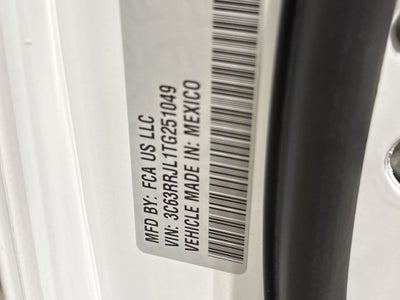 MFD BY: FCA US LLC
VIN: 3C63RRJL1TG251049
VEHICLE MADE IN: MEXICO